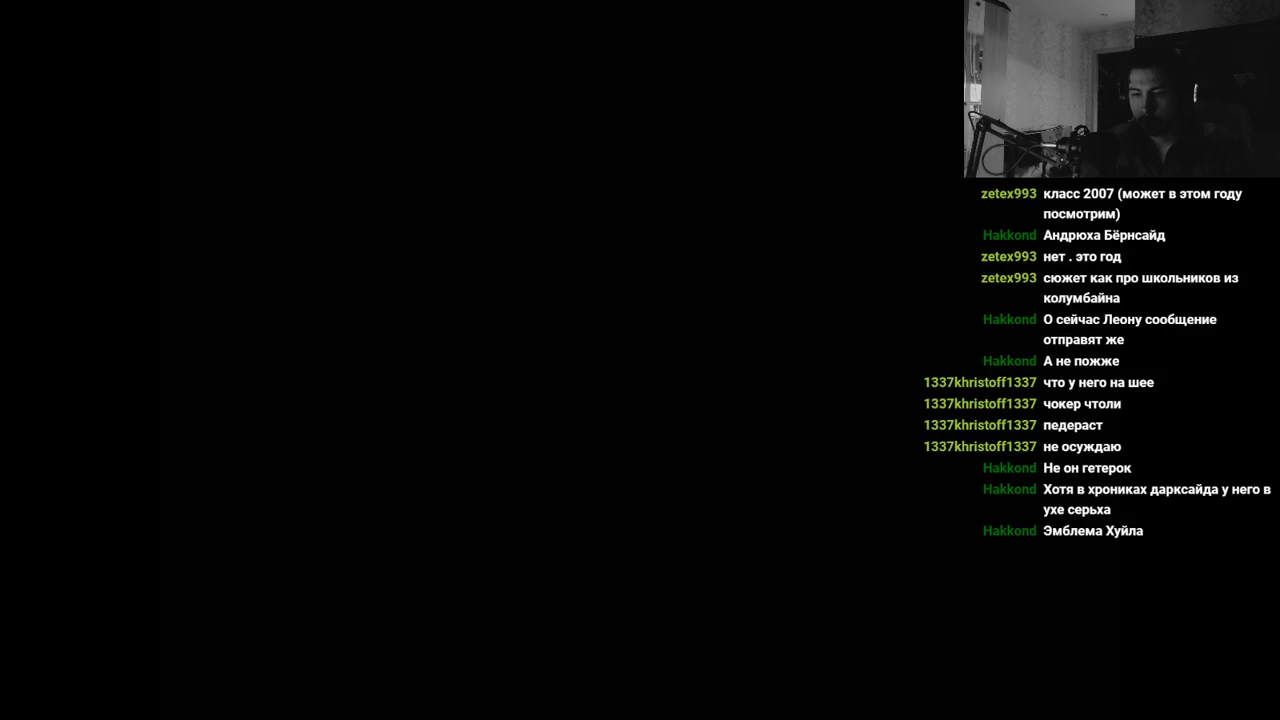 zetex993 класс 2007 (может в этом году
посмотрим)
Hakkond Андрюха Бёрнсайд
zetex993 нет . это год
zetex993 сюжет как про школьников из
колумбайна
Hakkond О сейчас Леону сообщение
отправят же
Hakkond А не пожже
1337khristoff1337 что у него на шее
1337khristoff1337 чокер чтоли
1337khristoff1337 педераст
1337khristoff1337 не осуждаю
Hakkond Не он гетерок
Hakkond Хотя в хрониках дарксайда у него в
ухе серьха
Hakkond Эмблема Хуйла